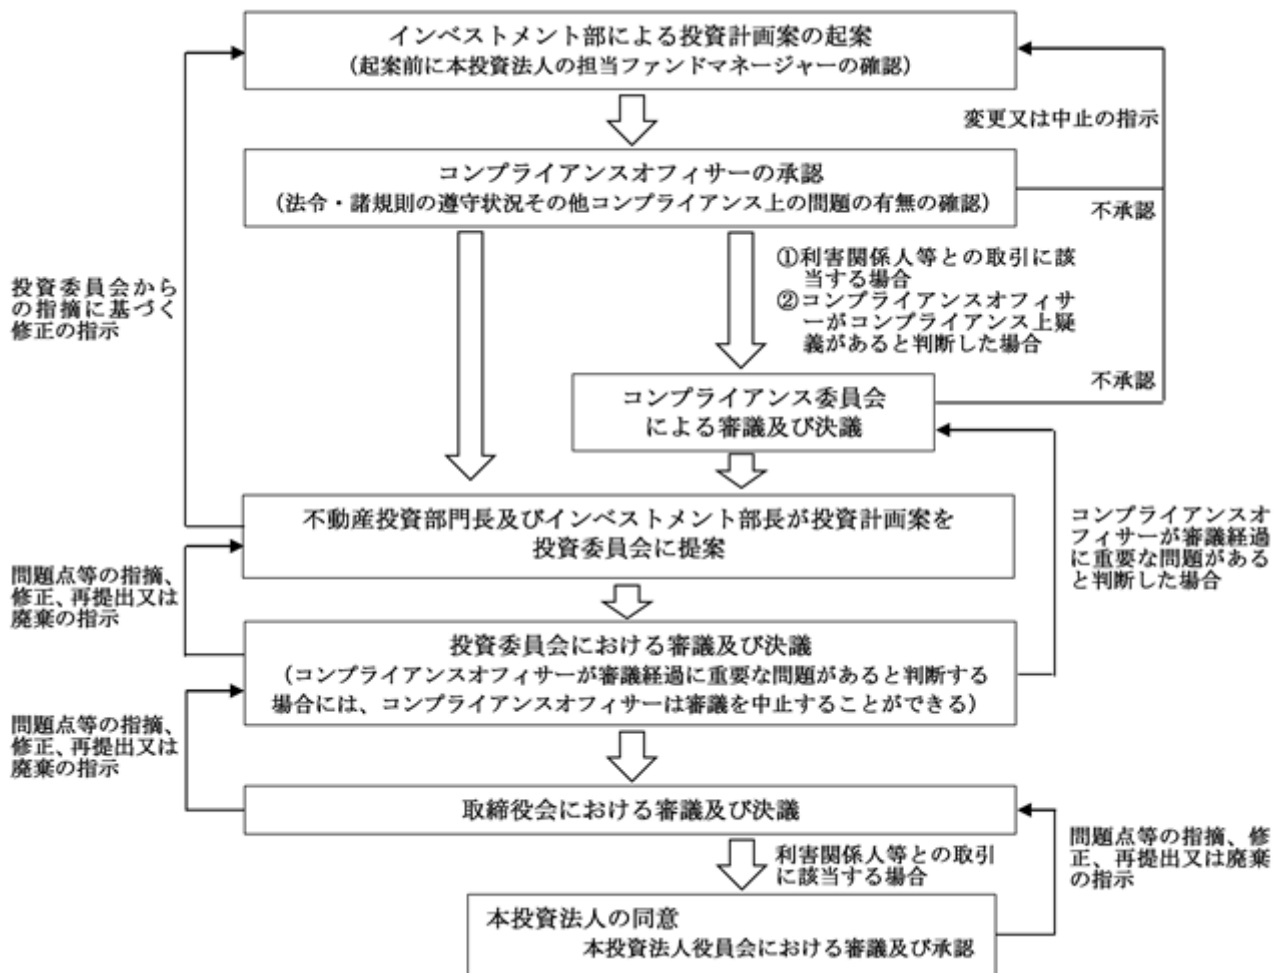 インベストメント部による投資計画案の起案
（起案前に本投資法人の担当ファンドマネージャーの確認）
変更又は中止の指示
コンプライアンスオフィサーの承認
（法令・諸規則の遵守状況その他コンプライアンス上の問題の有無の確認）
不承認
①利害関係人等との取引に該
当する場合
②コンプライアンスオフィサ
ーがコンプライアンス上疑
義があると判断した場合
投資委員会から
の指摘に基づく
修正の指示
不承認
コンプライアンス委員会
による審議及び決議
不動産投資部門長及びインベストメント部長が投資計画案を
投資委員会に提案
コンプライアンスオ
フィサーが審議経過
に重要な問題がある
と判断した場合
問題点等の指摘、
修正、再提出又は
廃棄の指示
投資委員会における審議及び決議
（コンプライアンスオフィサーが審議経過に重要な問題があると判断する
場合には、コンプライアンスオフィサーは審議を中止することができる）
問題点等の指摘、
修正、再提出又は
廃棄の指示
取締役会における審議及び決議
利害関係人等との取引
に該当する場合
問題点等の指摘、修
正、再提出又は廃棄
の指示
本投資法人の同意
本投資法人役員会における審議及び承認